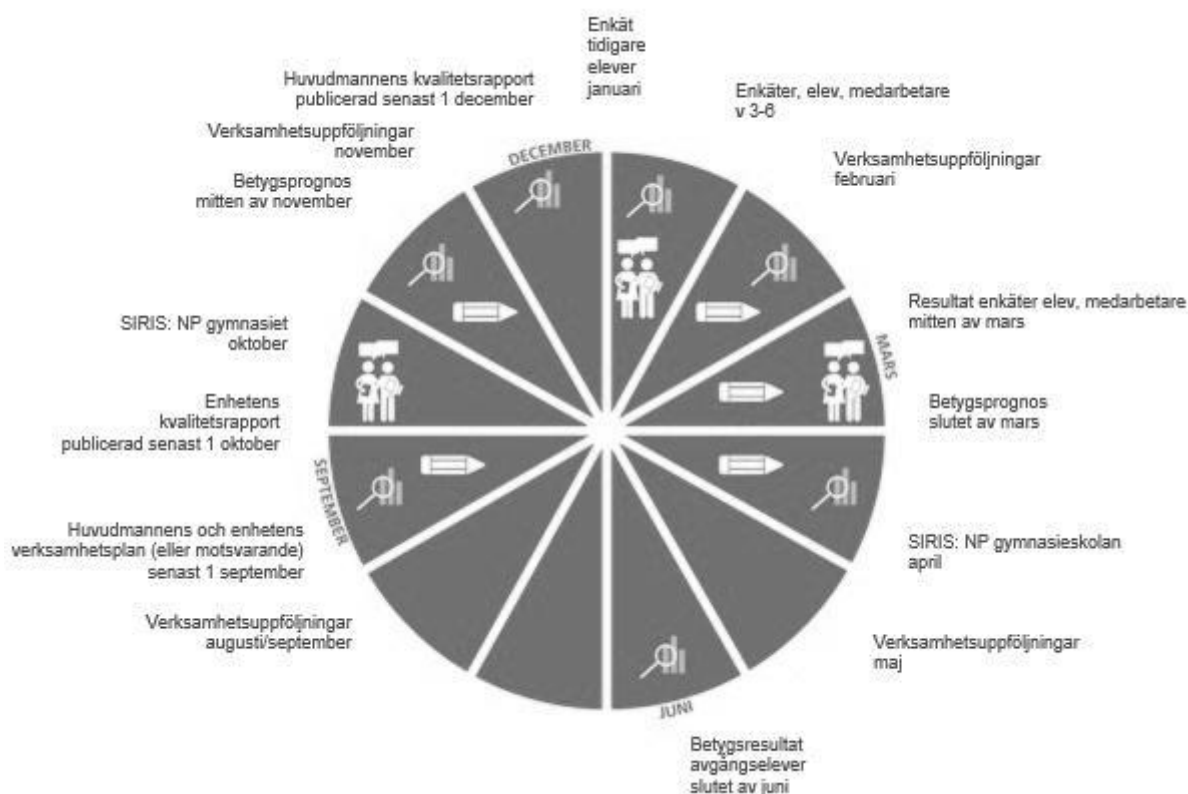 Enkät
tidigare
elever
januari
Enkäter, elev, medarbetare
v 3-6
Verksamhetsuppföljningar
februari
Resultat enkäter elev, medarbetare
mitten av mars
MARS
Betygsprognos
slutet av mars
SIRIS: NP gymnasieskolan
april
Verksamhetsuppföljningar
maj
JUNI
Betygsresultat
avgångselever
slutet av juni
Verksamhetsuppföljningar
augusti/september
Huvudmannens och enhetens
verksamhetsplan (eller motsvarande)
senast 1 september
SEPTEMBER
Enhetens
kvalitetsrapport
publicerad senast 1 oktober
SIRIS: NP gymnasiet
oktober
Betygsprognos
mitten av november
Verksamhetsuppföljningar
november
Huvudmannens kvalitetsrapport
publicerad senast 1 december
DECEMBER